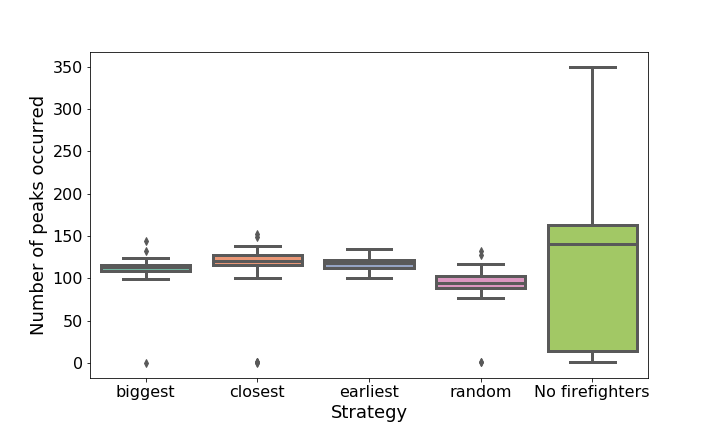 Number of peaks occurred
350
300
250
200
150
100
50
0
biggest closest earliest random No firefighters
Strategy